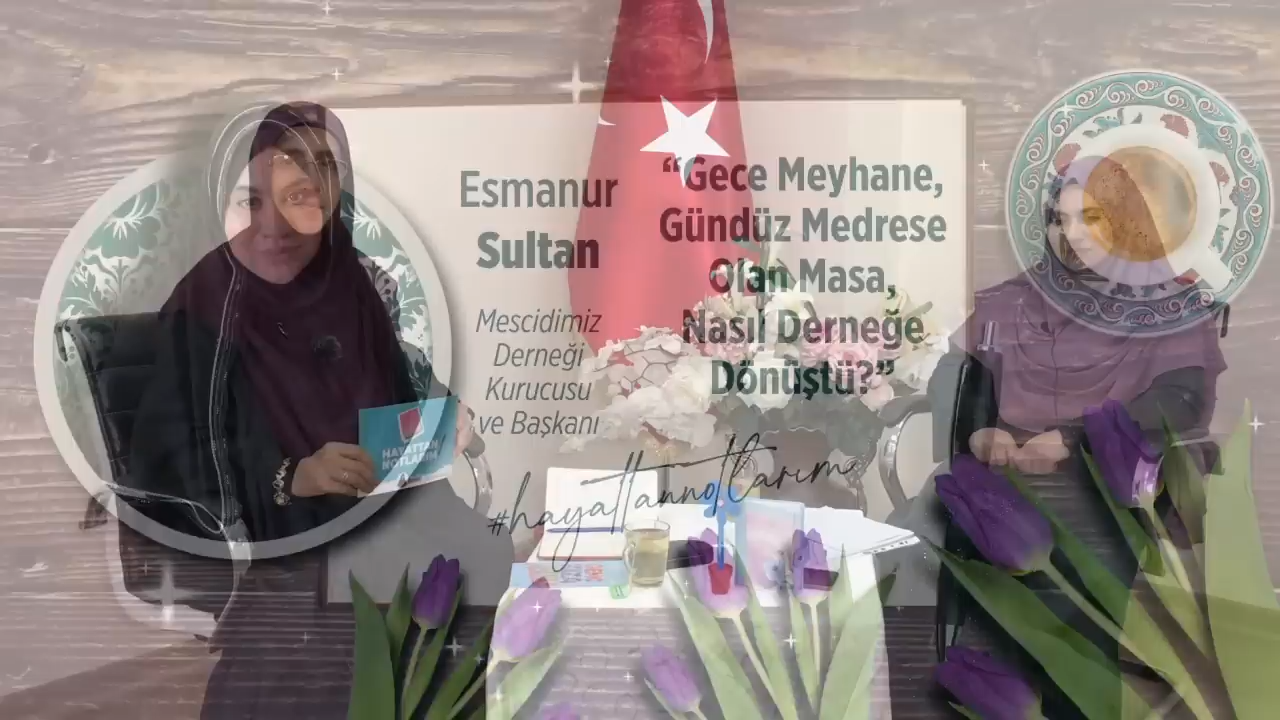 Esmanur
Sultan
Mescidimiz
Derneği
Kurucusu
ve Başkanı
“Gece Meyhane,
Gündüz Medrese
Olan Masa,
Nasıl Derneğe
Dönüştü?”
#hayattannotlarım
HAYATTAN
NOTLARIM